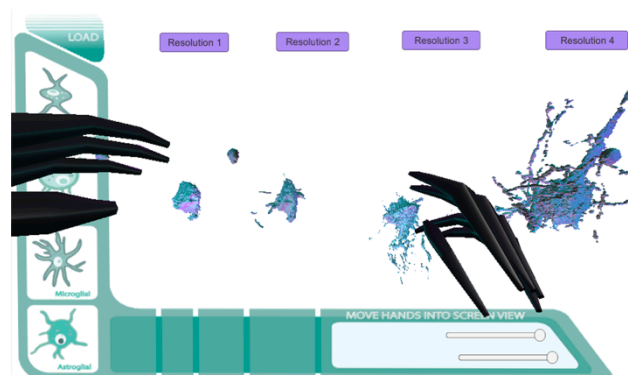 LOAD
Resolution 1
Resolution 2
Resolution 3
Resolution 4
Microglial
Astroglial
MOVE HANDS INTO SCREEN VIEW